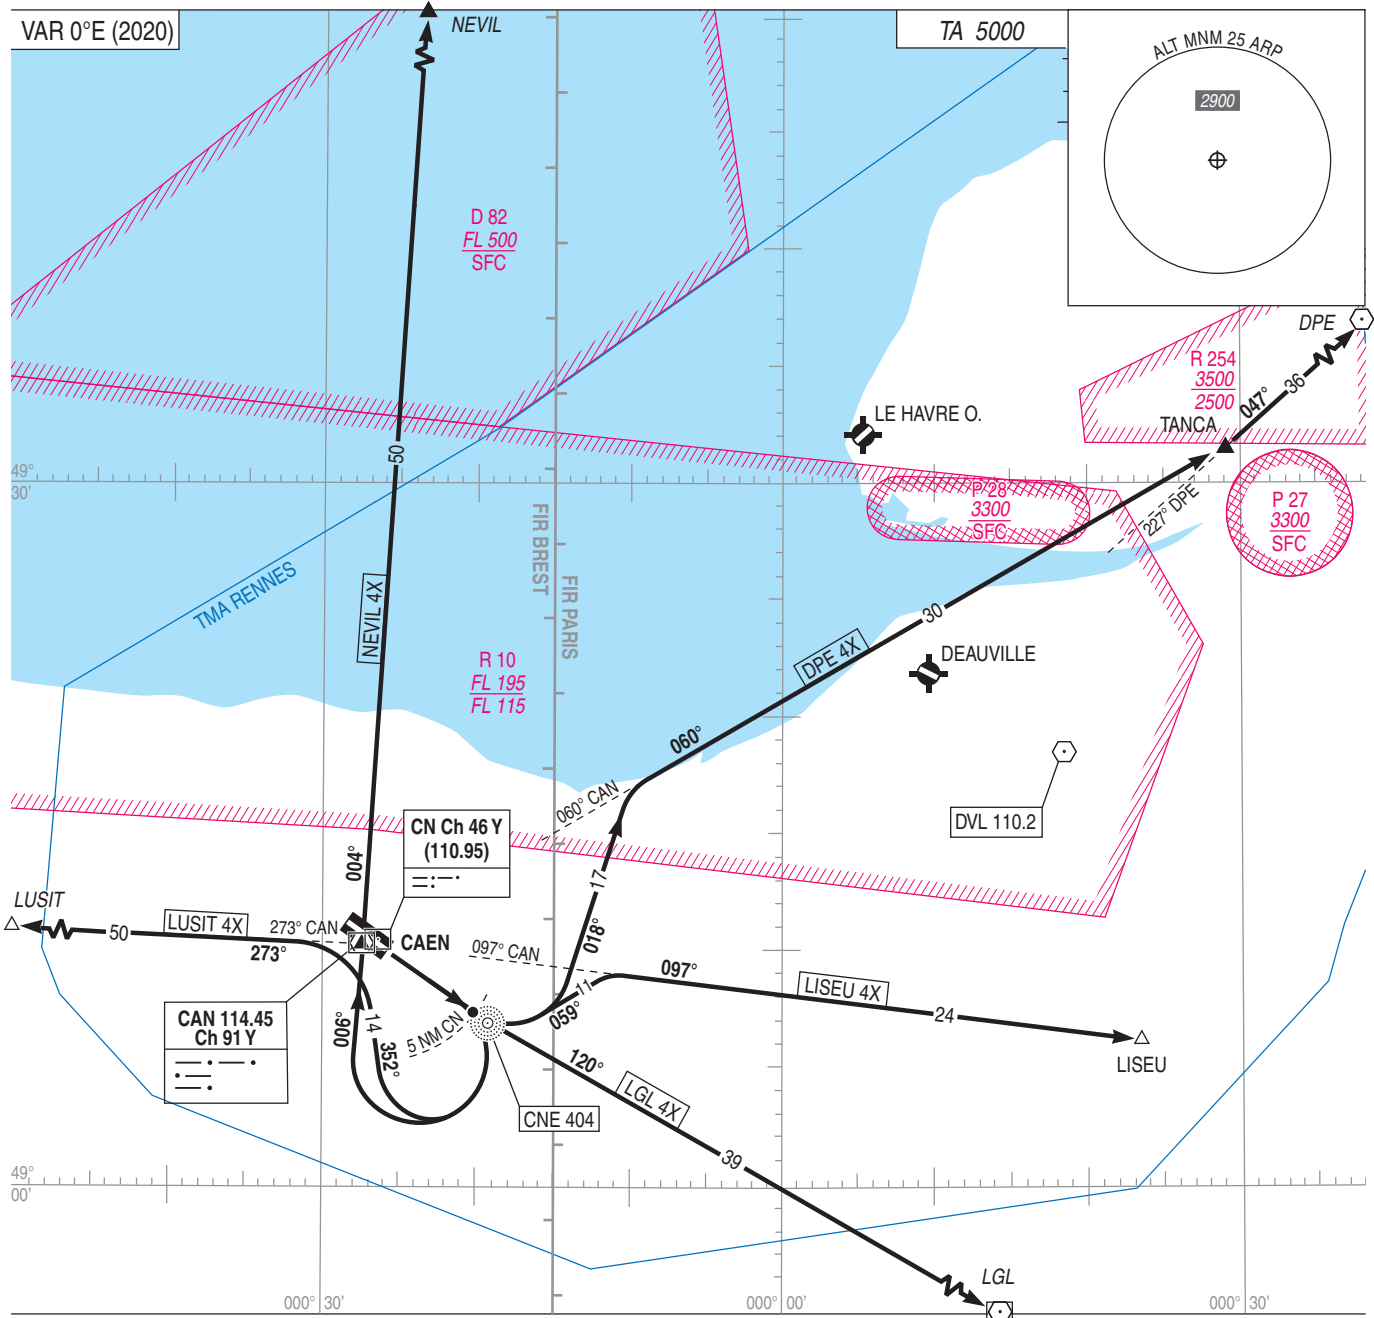 VAR 0°E (2020)
NEVIL
TA 5000
ALT MNM 25 ARP
2900
D 82
FL 500
SFC
DPE
R 254
3500
2500
047°
36
TANCA
LE HAVRE O.
50
49°
30'
P 28
3300
SFC
227° DPE
P 27
3300
SFC
FIR BREST
FIR PARIS
TMA RENNES
NEVIL 4X
30
DPE 4X
DEAUVILLE
R 10
FL 195
FL 115
060°
060° CAN
DVL 110.2
CN Ch 46 Y
(110.95)
004°
17
LUSIT
50
LUSIT 4X
273° CAN
273°
CAEN
018°
097° CAN
097°
11
059°
LISEU 4X
24
LISEU
CAN 114.45
Ch 91 Y
006°
14
352°
5 NM CN
120°
LGL 4X
CNE 404
39
49°
00'
LGL
000° 30'
000° 00'
000° 30'